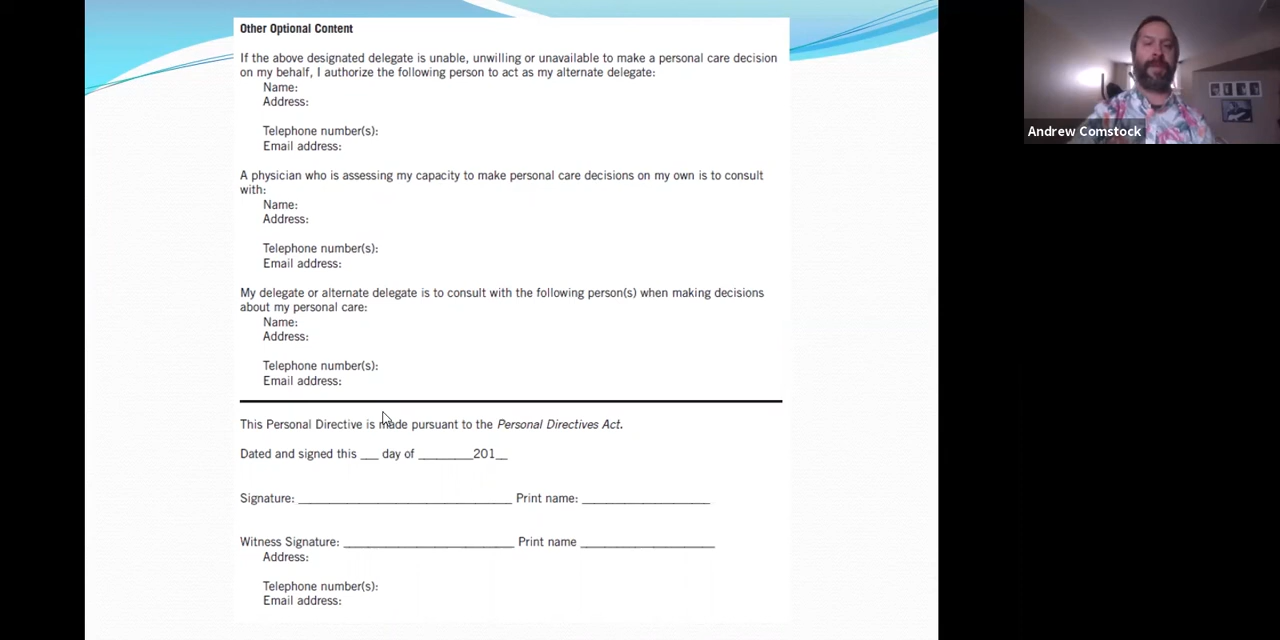 Other Optional Content
If the above designated delegate is unable, unwilling or unavailable to make a personal care decision
on my behalf, I authorize the following person to act as my alternate delegate:
Name:
Address:
Telephone number(s):
Email address:
A physician who is assessing my capacity to make personal care decisions on my own is to consult
with:
Name:
Address:
Telephone number(s):
Email address:
My delegate or alternate delegate is to consult with the following person(s) when making decisions
about my personal care:
Name:
Address:
Telephone number(s):
Email address:
This Personal Directive is made pursuant to the Personal Directives Act.
Dated and signed this ___ day of _________201__
Signature: __________________________________ Print name: ____________________
Witness Signature: ___________________________ Print name _____________________
Address:
Telephone number(s):
Email address:
Andrew Comstock